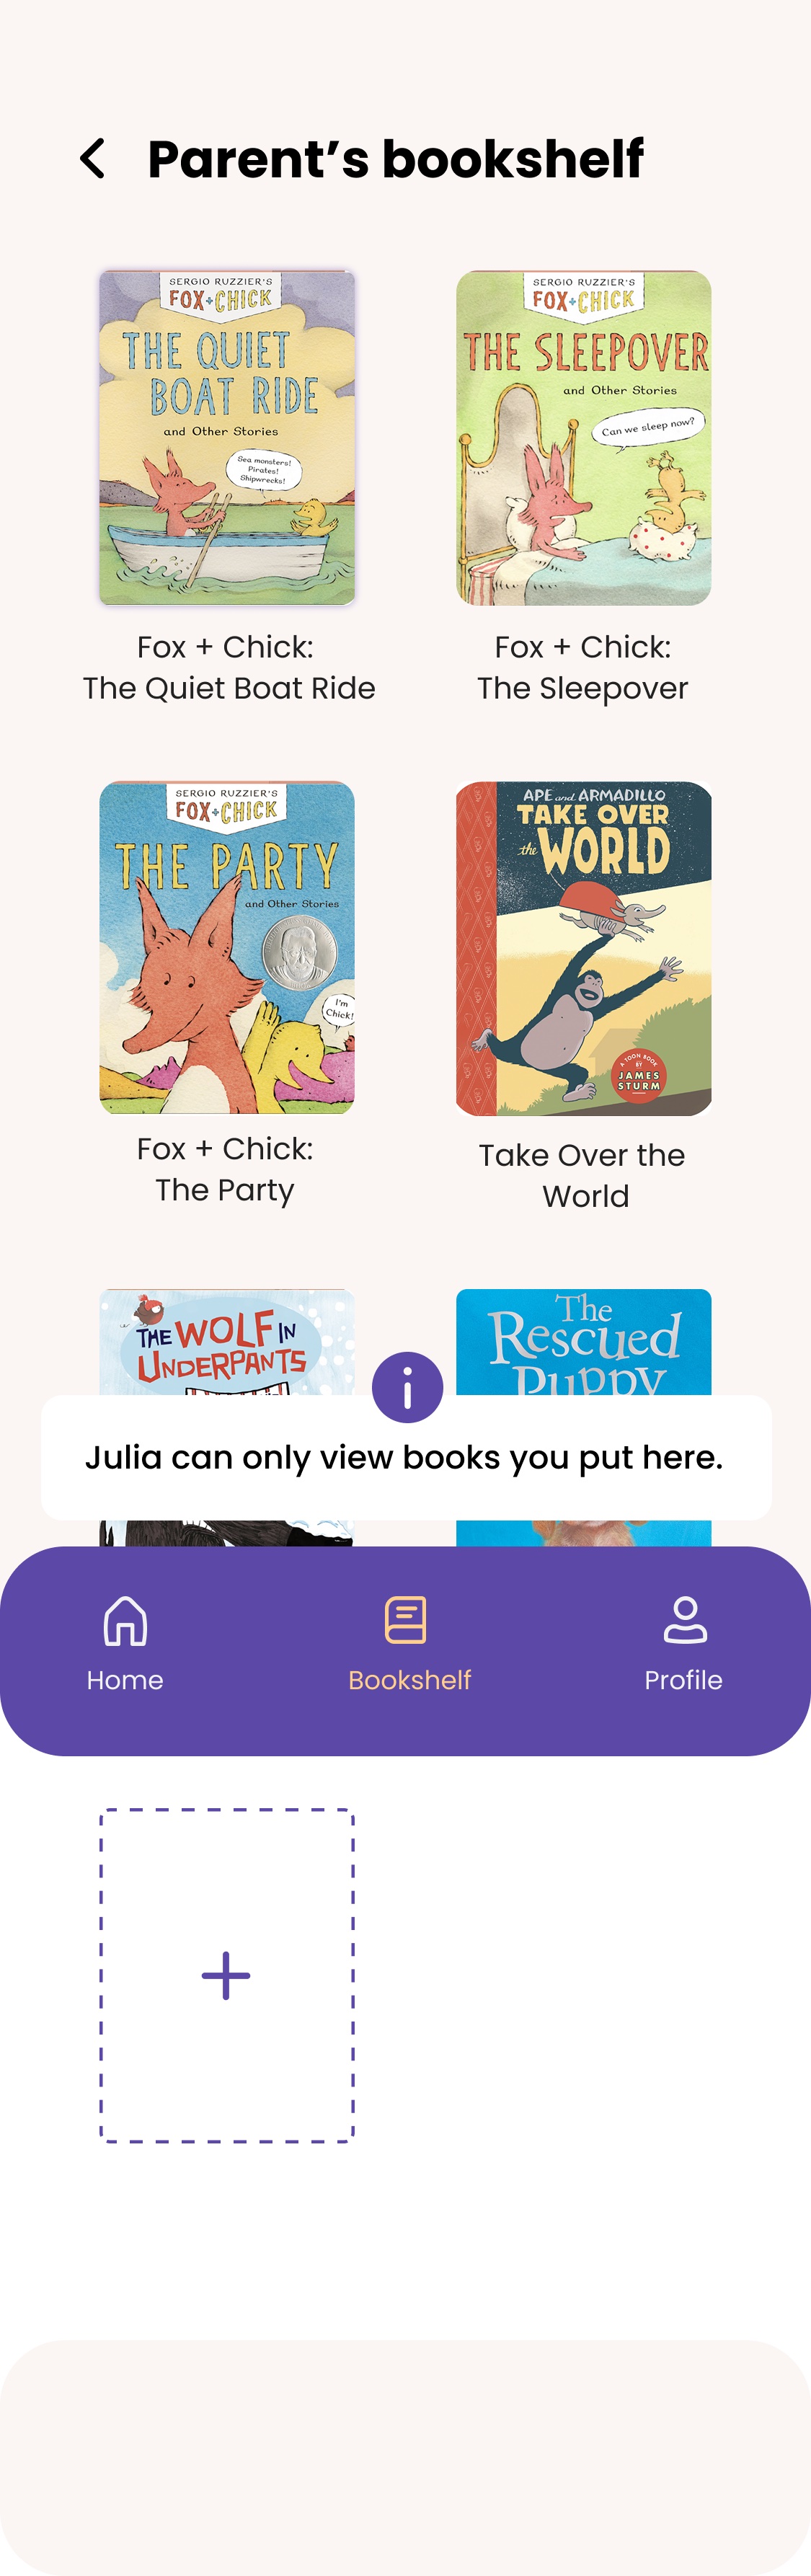 Parent’s bookshelf
SERGIO RUZZIER'S
FOX + CHICK
THE QUIET
BOAT RIDE
and Other Stories
Sea monsters!
Pirates!
Shipwrecks!
SERGIO RUZZIER'S
FOX + CHICK
THE SLEEPOVER
and Other Stories
Can we sleep now?
Fox + Chick:
The Quiet Boat Ride
Fox + Chick:
The Sleepover
SERGIO RUZZIER'S
FOX + CHICK
THE PARTY
and Other Stories
I'm
Chick!
APE and ARMADILLO
TAKE OVER
the WORLD
A TOON BOOK
BY
JAMES
STURM
Fox + Chick:
The Party
Take Over the
World
THE WOLF IN
UNDERPANTS
The
Rescued
Puppy
Julia can only view books you put here.
Home
Bookshelf
Profile